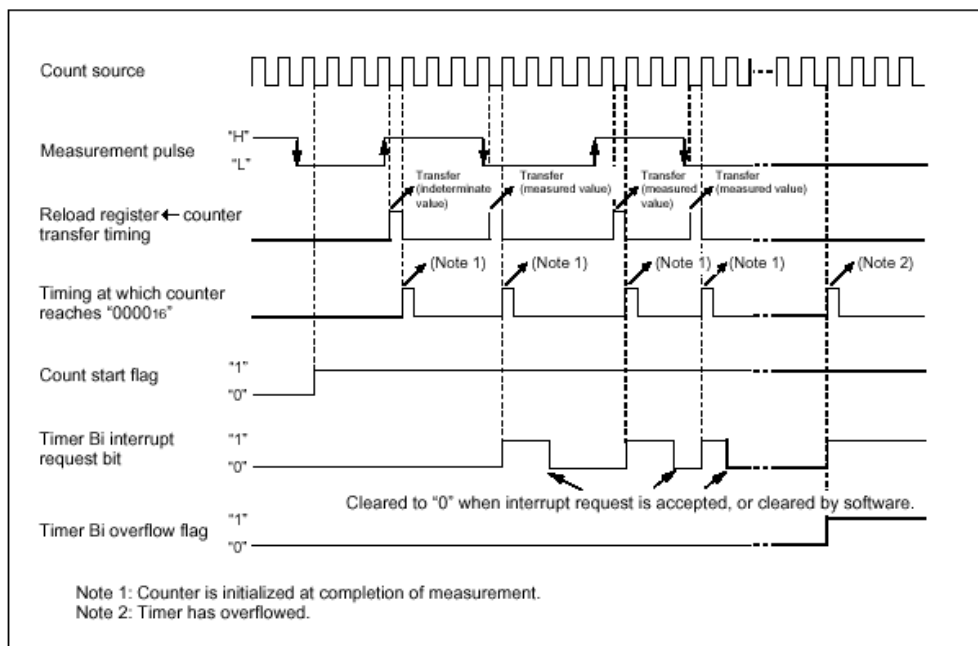 Count source
Measurement pulse
"H"
"L"
Transfer
(indeterminate
value)
Transfer
(measured value)
Transfer
(measured
value)
Transfer
(measured value)
Reload register ← counter
transfer timing
(Note 1)
(Note 1)
(Note 1)
(Note 1)
(Note 2)
Timing at which counter
reaches "0000₁₆"
Count start flag
"1"
"0"
Timer Bi interrupt
request bit
"1"
"0"
Cleared to "0" when interrupt request is accepted, or cleared by software.
Timer Bi overflow flag
"1"
"0"
Note 1: Counter is initialized at completion of measurement.
Note 2: Timer has overflowed.